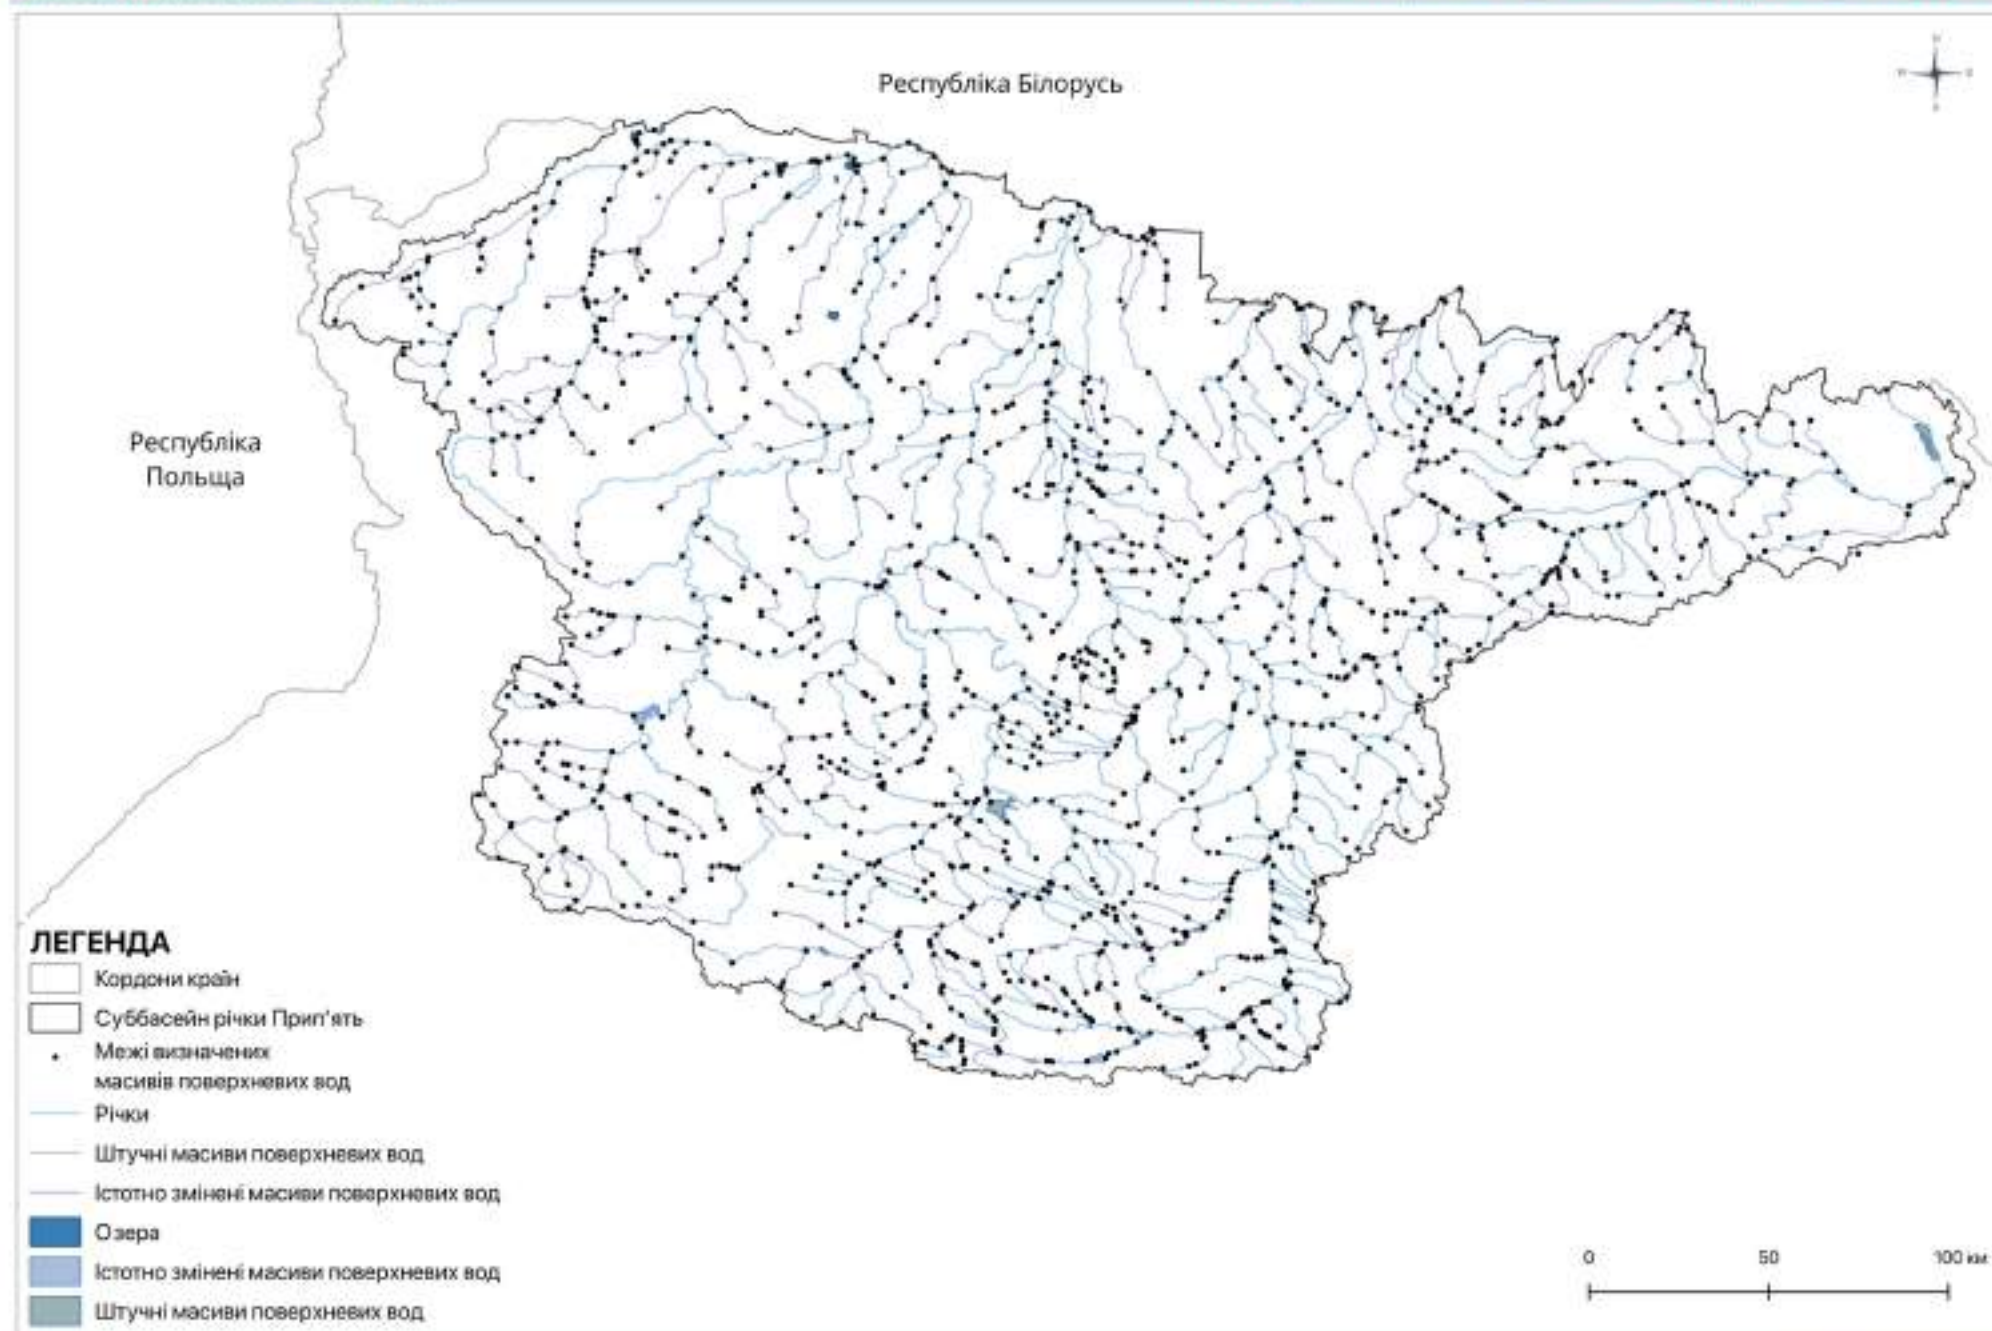 Республіка Білорусь
Республіка
Польща
ЛЕГЕНДА
Кордони країн
Суббасейн річки Прип'ять
Межі визначених
масивів поверхневих вод
Річки
Штучні масиви поверхневих вод
Істотно змінені масиви поверхневих вод
Озера
Істотно змінені масиви поверхневих вод
Штучні масиви поверхневих вод
0 50 100 км